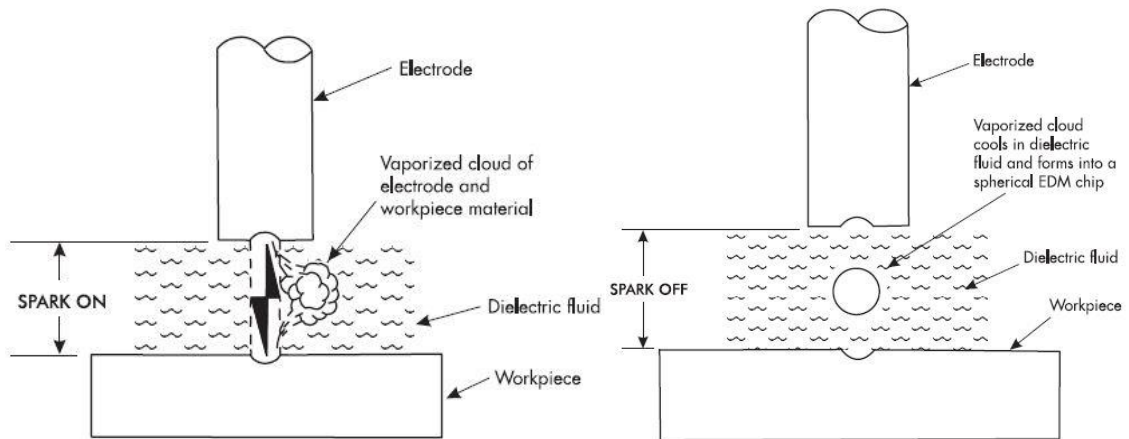 Electrode
Vaporized cloud of
electrode and
workpiece material
SPARK ON
Dielectric fluid
Workpiece
Electrode
Vaporized cloud
cools in dielectric
fluid and forms into a
spherical EDM chip
Dielectric fluid
SPARK OFF
Workpiece